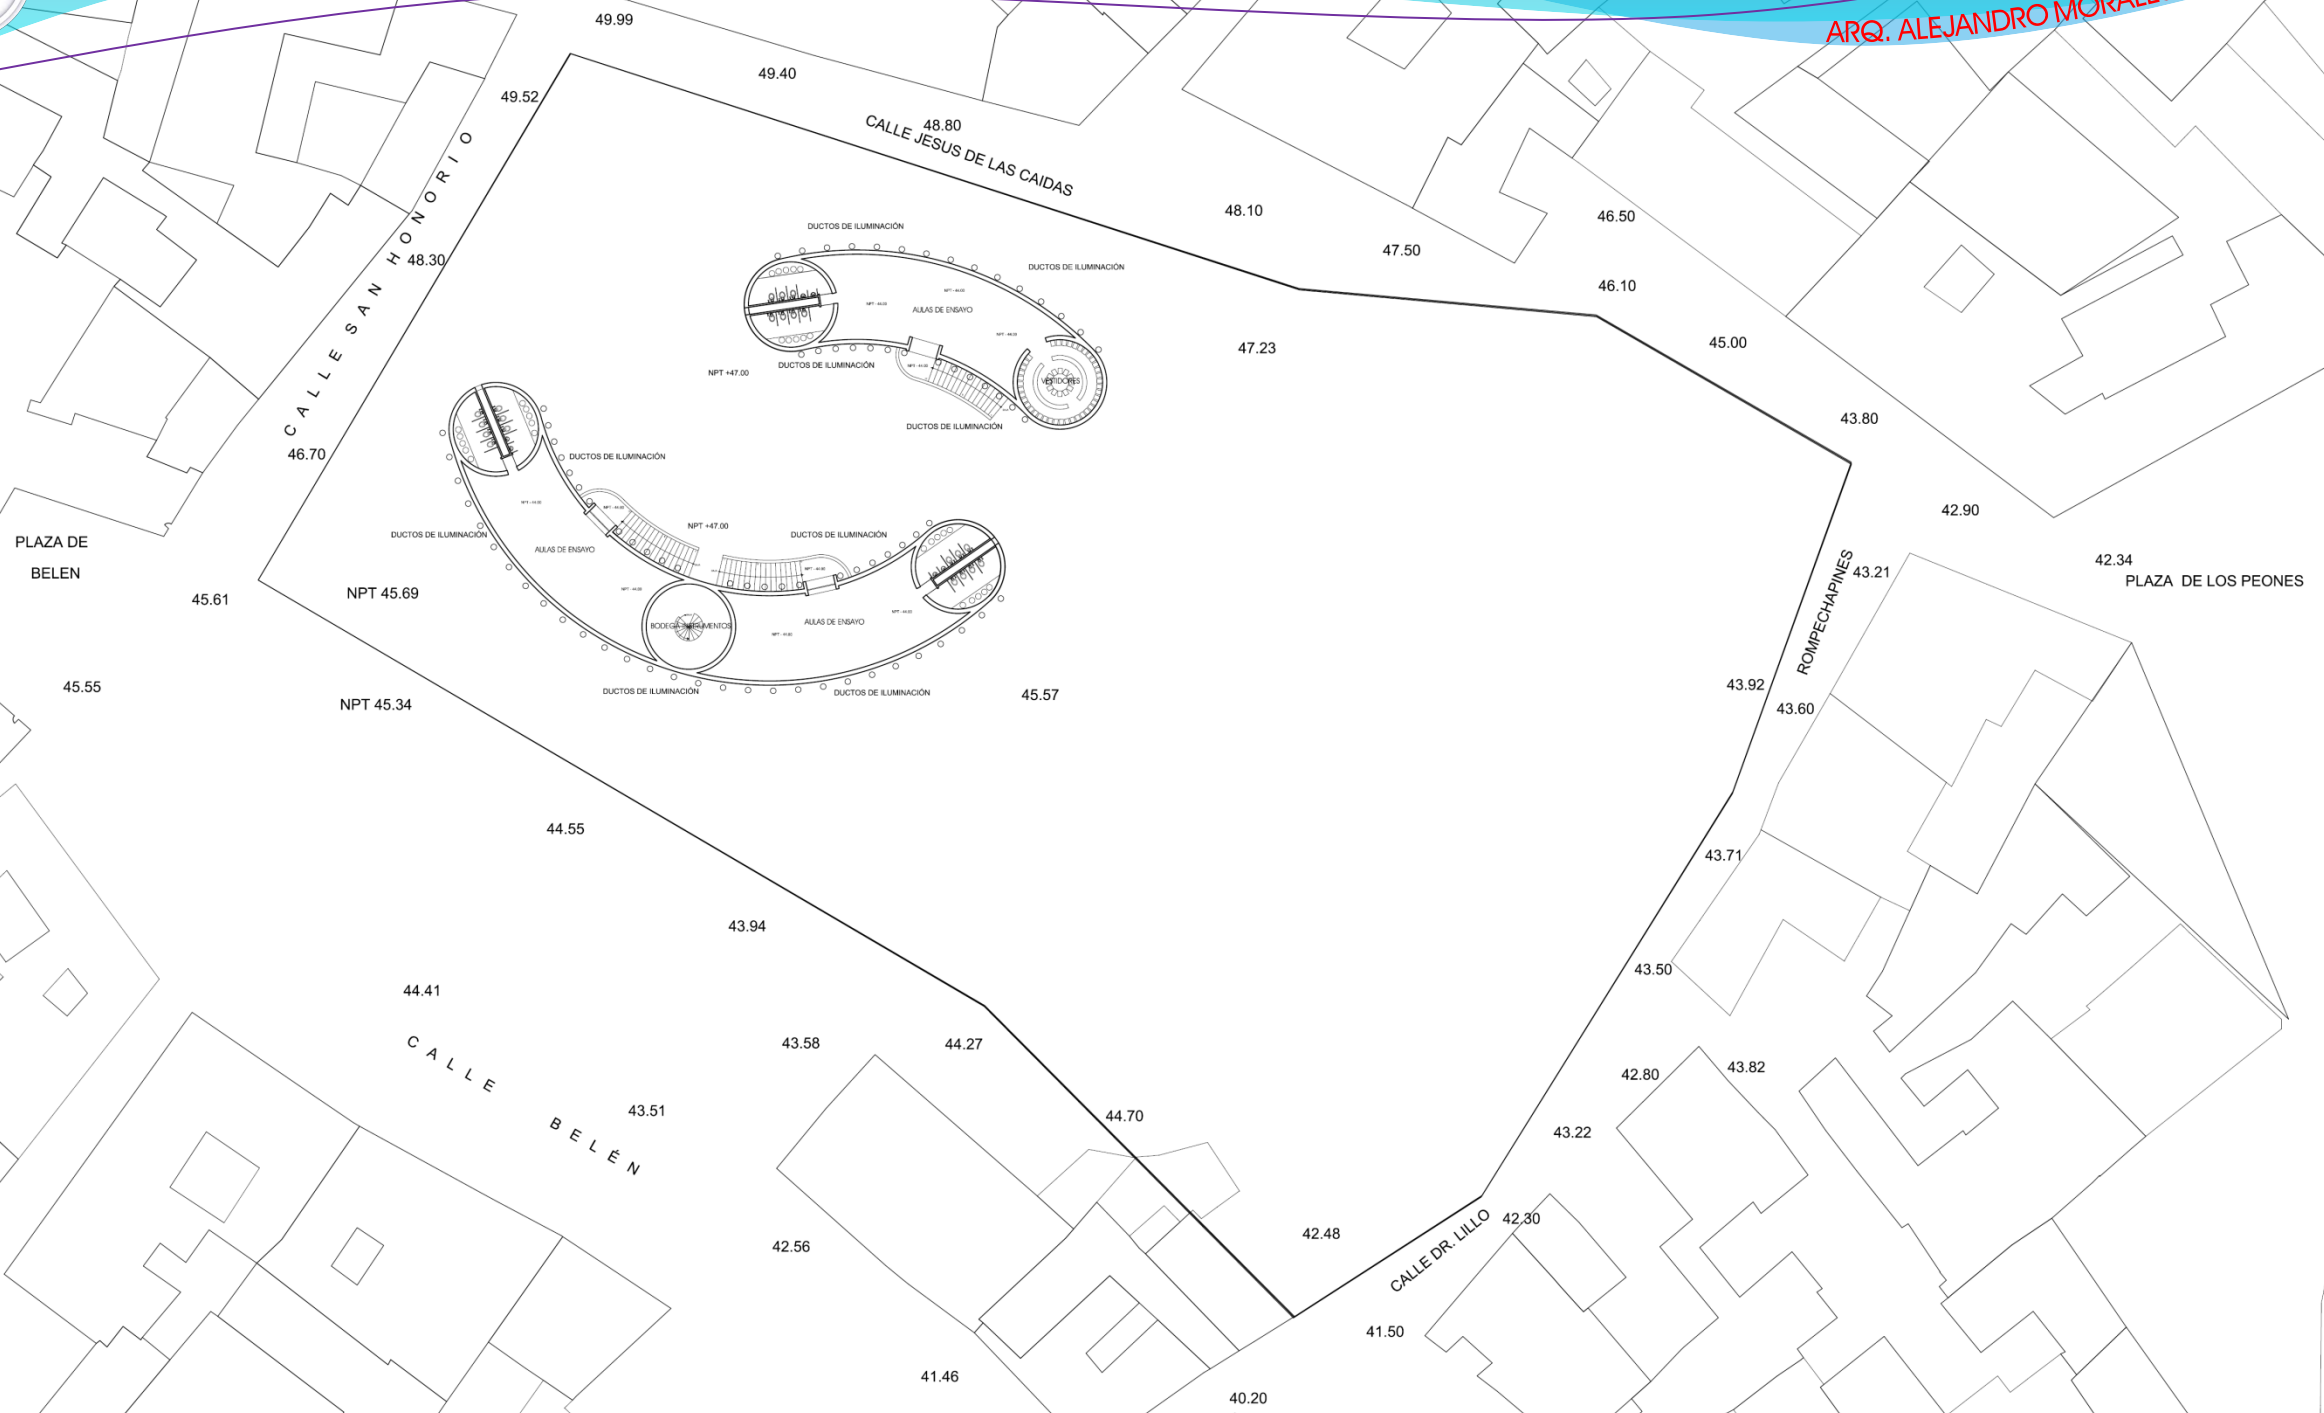 ARQ. ALEJANDRO
49.99
49.40
49.52
48.80
CALLE JESUS DE LAS CAIDAS
CALLE SAN HONORIO
48.30
48.10
46.50
47.50
46.10
DUCTOS DE ILUMINACIÓN
DUCTOS DE ILUMINACIÓN
AULAS DE ENSAYO
47.23
45.00
DUCTOS DE ILUMINACIÓN
NPT +47.00
VESTIDORES
43.80
DUCTOS DE ILUMINACIÓN
46.70
DUCTOS DE ILUMINACIÓN
42.90
NPT +47.00
DUCTOS DE ILUMINACIÓN
DUCTOS DE ILUMINACIÓN
AULAS DE ENSAYO
PLAZA DE
BELEN
42.34
PLAZA DE LOS PEONES
43.21
ROMPECHAPINES
45.61
NPT 45.69
AULAS DE ENSAYO
45.55
NPT 45.34
DUCTOS DE ILUMINACIÓN
DUCTOS DE ILUMINACIÓN
45.57
43.92
43.60
44.55
43.71
43.94
43.50
44.41
43.58
44.27
42.80
43.82
CALLE BELÉN
43.51
44.70
43.22
42.56
42.48
42.30
CALLE DR. LILLO
41.50
41.46
40.20